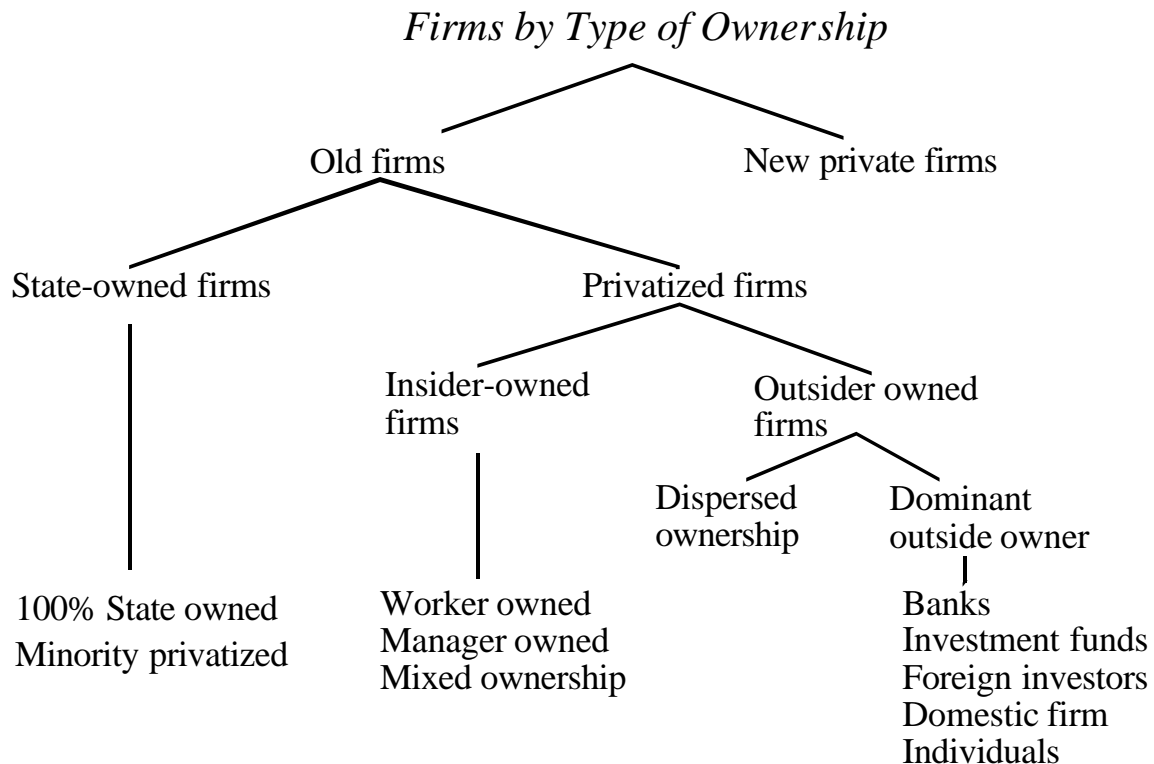 Firms by Type of Ownership
Old firms
New private firms
State-owned firms
Privatized firms
Insider-owned
firms
Outsider owned
firms
Dispersed
ownership
Dominant
outside owner
100% State owned
Minority privatized
Worker owned
Manager owned
Mixed ownership
Banks
Investment funds
Foreign investors
Domestic firm
Individuals